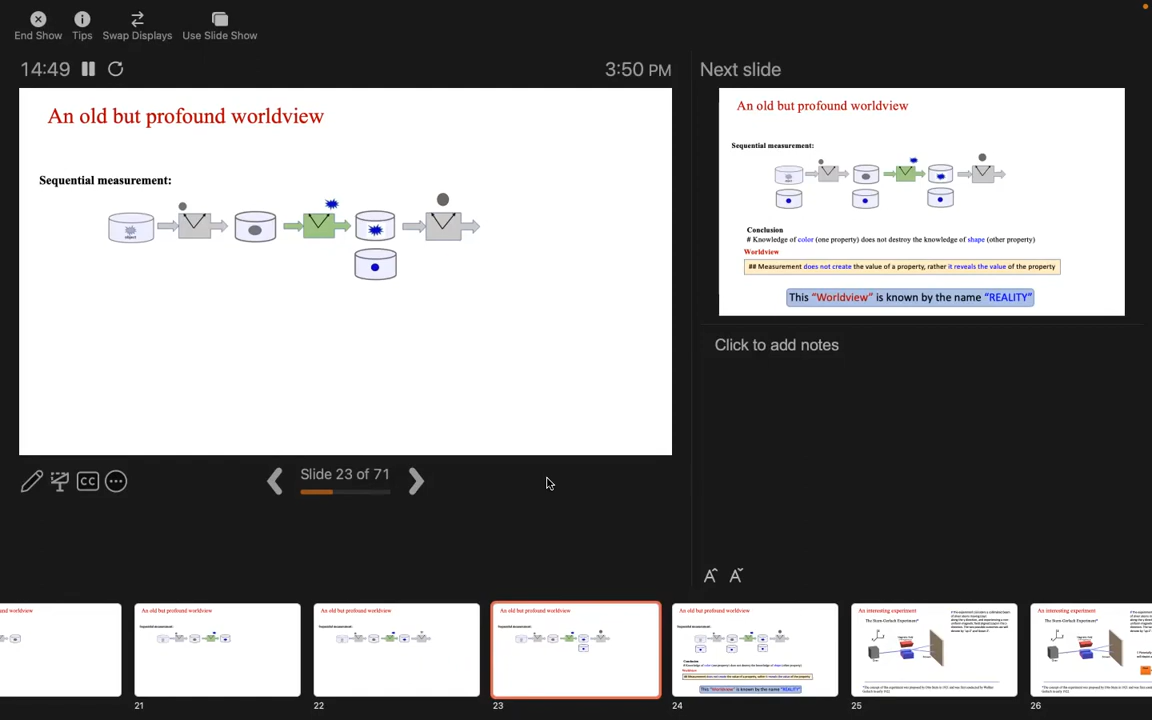 End Show
Tips
Swap Displays
Use Slide Show
14:49
3:50 PM
Next slide
An old but profound worldview
Sequential measurement:
object
An old but profound worldview
Sequential measurement:
Conclusion
# Knowledge of color (one property) does not destroy the knowledge of shape (other property)
Worldview
## Measurement does not create the value of a property, rather it reveals the value of the property
This “Worldview” is known by the name “REALITY”
Click to add notes
CC
Slide 23 of 71
An old but profound worldview
An old but profound worldview
An old but profound worldview
An old but profound worldview
An interesting experiment
The Stern-Gerlach Experiment*
An interesting experiment
The Stern-Gerlach Experiment*
21
22
23
24
25
26